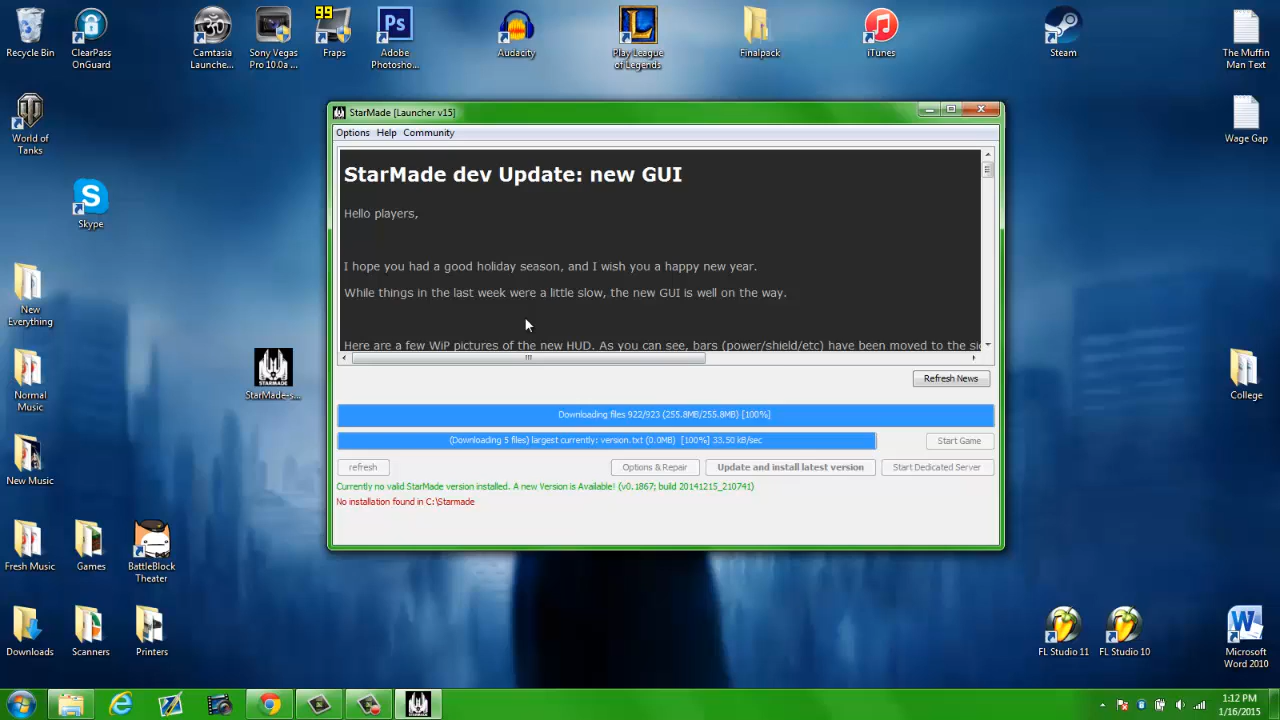 Recycle Bin
ClearPass OnGuard
Camtasia Launche...
Sony Vegas Pro 10.0a ...
99
Fraps
Ps
Adobe Photosho...
Audacity
Play League of Legends
Finalpack
iTunes
Steam
The Muffin Man Text
World of Tanks
Skype
Wage Gap
New Everything
STARMADE
StarMade-s...
Normal Music
College
New Music
Fresh Music
Games
BattleBlock Theater
Downloads
Scanners
Printers
FL Studio 11
FL Studio 10
Microsoft Word 2010
StarMade [Launcher v15]
Options Help Community
StarMade dev Update: new GUI
Hello players,
I hope you had a good holiday season, and I wish you a happy new year.
While things in the last week were a little slow, the new GUI is well on the way.
Here are a few WiP pictures of the new HUD. As you can see, bars (power/shield/etc) have been moved to the si
Refresh News
Downloading files 922/923 (255.8MB/255.8MB) [100%]
(Downloading 5 files) largest currently: version.txt (0.0MB) [100%] 33.50 kB/sec
Start Game
refresh
Options & Repair
Update and install latest version
Start Dedicated Server
Currently no valid StarMade version installed. A new Version is Available! (v0.1867; build 20141215_210741)
No installation found in C:\Starmade
1:12 PM
1/16/2015